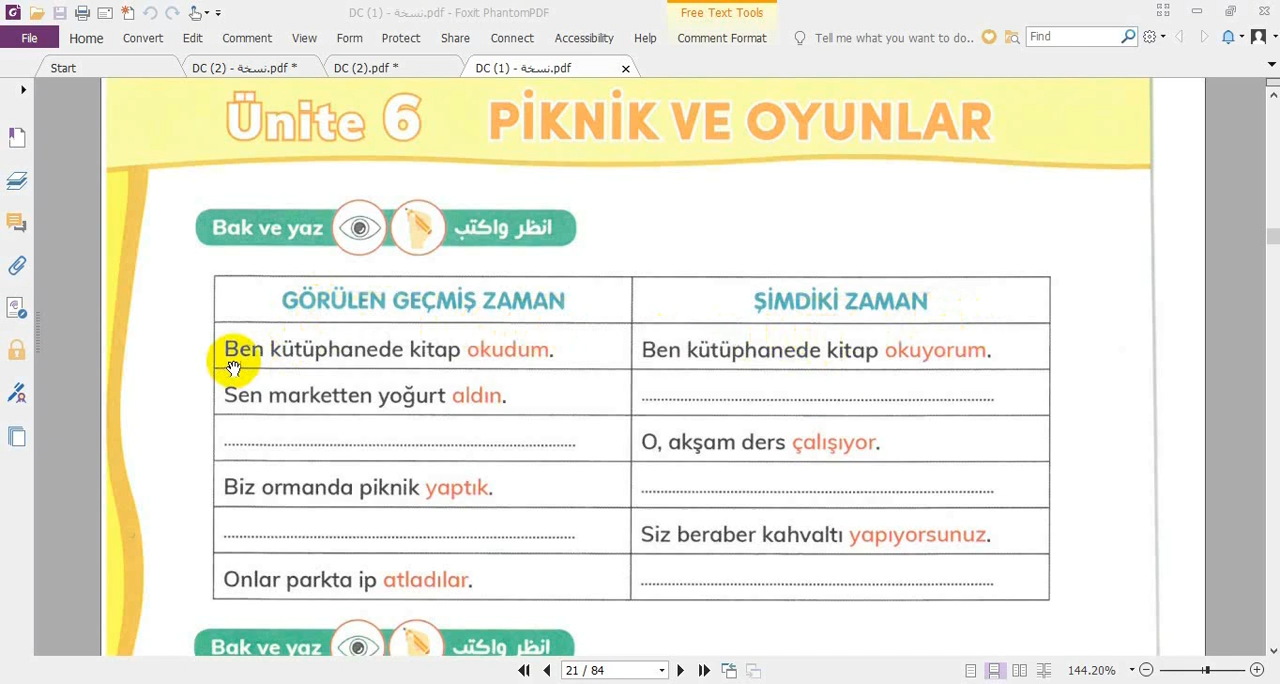 DC (1) - نسخة.pdf - Foxit PhantomPDF
Free Text Tools
File Home Convert Edit Comment View Form Protect Share Connect Accessibility Help Comment Format Tell me what you want to do.. Find
Start DC (2) - نسخة.pdf * DC (2).pdf * DC (1) - نسخة.pdf
Ünite 6 PİKNİK VE OYUNLAR
Bak ve yaz انظر واكتب
GÖRÜLEN GEÇMİŞ ZAMAN ŞİMDİKİ ZAMAN
Ben kütüphanede kitap okudum. Ben kütüphanede kitap okuyorum.
Sen marketten yoğurt aldın. ........................................
........................................ O, akşam ders çalışıyor.
Biz ormanda piknik yaptık. ........................................
........................................ Siz beraber kahvaltı yapıyorsunuz.
Onlar parkta ip atladılar. ........................................
Bak ve yaz انظر واكتب
21 / 84 144.20%